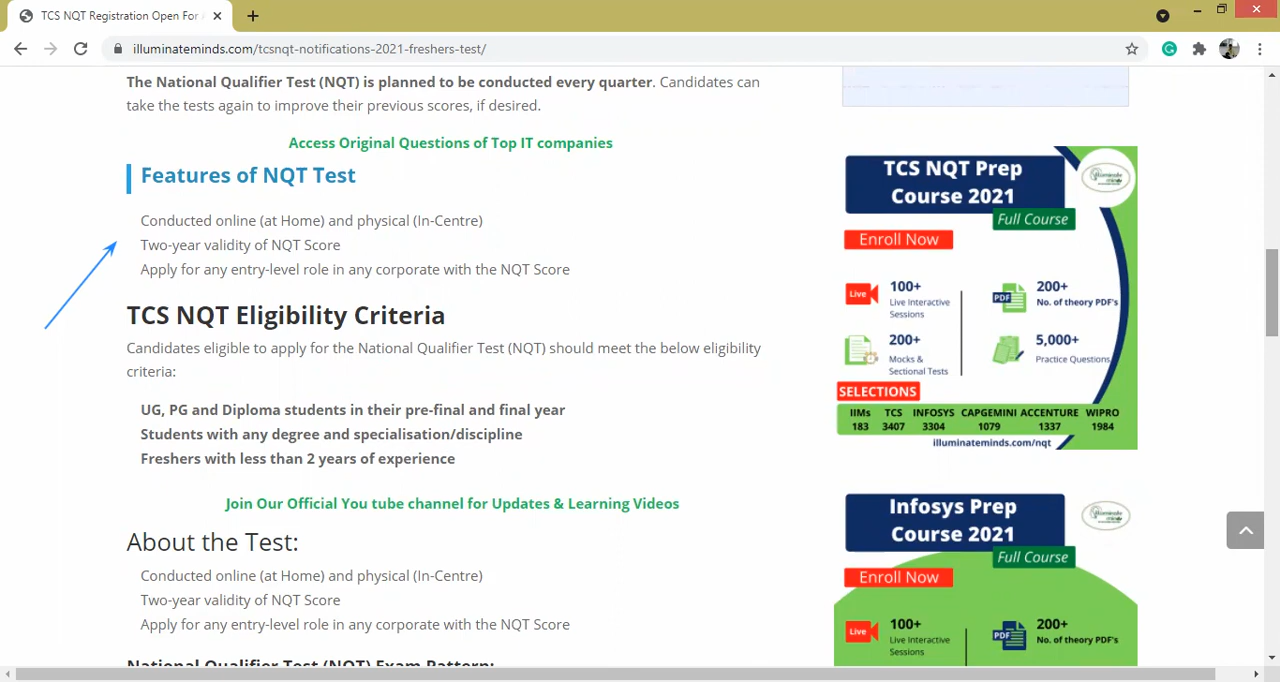 TCS NQT Registration Open For
illuminateminds.com/tcsnqt-notifications-2021-freshers-test/
The National Qualifier Test (NQT) is planned to be conducted every quarter. Candidates can
take the tests again to improve their previous scores, if desired.
Access Original Questions of Top IT companies
Features of NQT Test
Conducted online (at Home) and physical (In-Centre)
Two-year validity of NQT Score
Apply for any entry-level role in any corporate with the NQT Score
TCS NQT Eligibility Criteria
Candidates eligible to apply for the National Qualifier Test (NQT) should meet the below eligibility
criteria:
UG, PG and Diploma students in their pre-final and final year
Students with any degree and specialisation/discipline
Freshers with less than 2 years of experience
Join Our Official You tube channel for Updates & Learning Videos
About the Test:
Conducted online (at Home) and physical (In-Centre)
Two-year validity of NQT Score
Apply for any entry-level role in any corporate with the NQT Score
National Qualifier Test (NQT) Exam Pattern:
TCS NQT Prep
Course 2021
Full Course
Enroll Now
Live
100+
Live Interactive
Sessions
PDF
200+
No. of theory PDF's
200+
Mocks &
Sectional Tests
5,000+
Practice Questions
SELECTIONS
IIMs TCS INFOSYS CAPGEMINI ACCENTURE WIPRO
183 3407 3304 1079 1337 1984
illuminateminds.com/nqt
Infosys Prep
Course 2021
Full Course
Enroll Now
Live
100+
Live Interactive
Sessions
PDF
200+
No. of theory PDF's